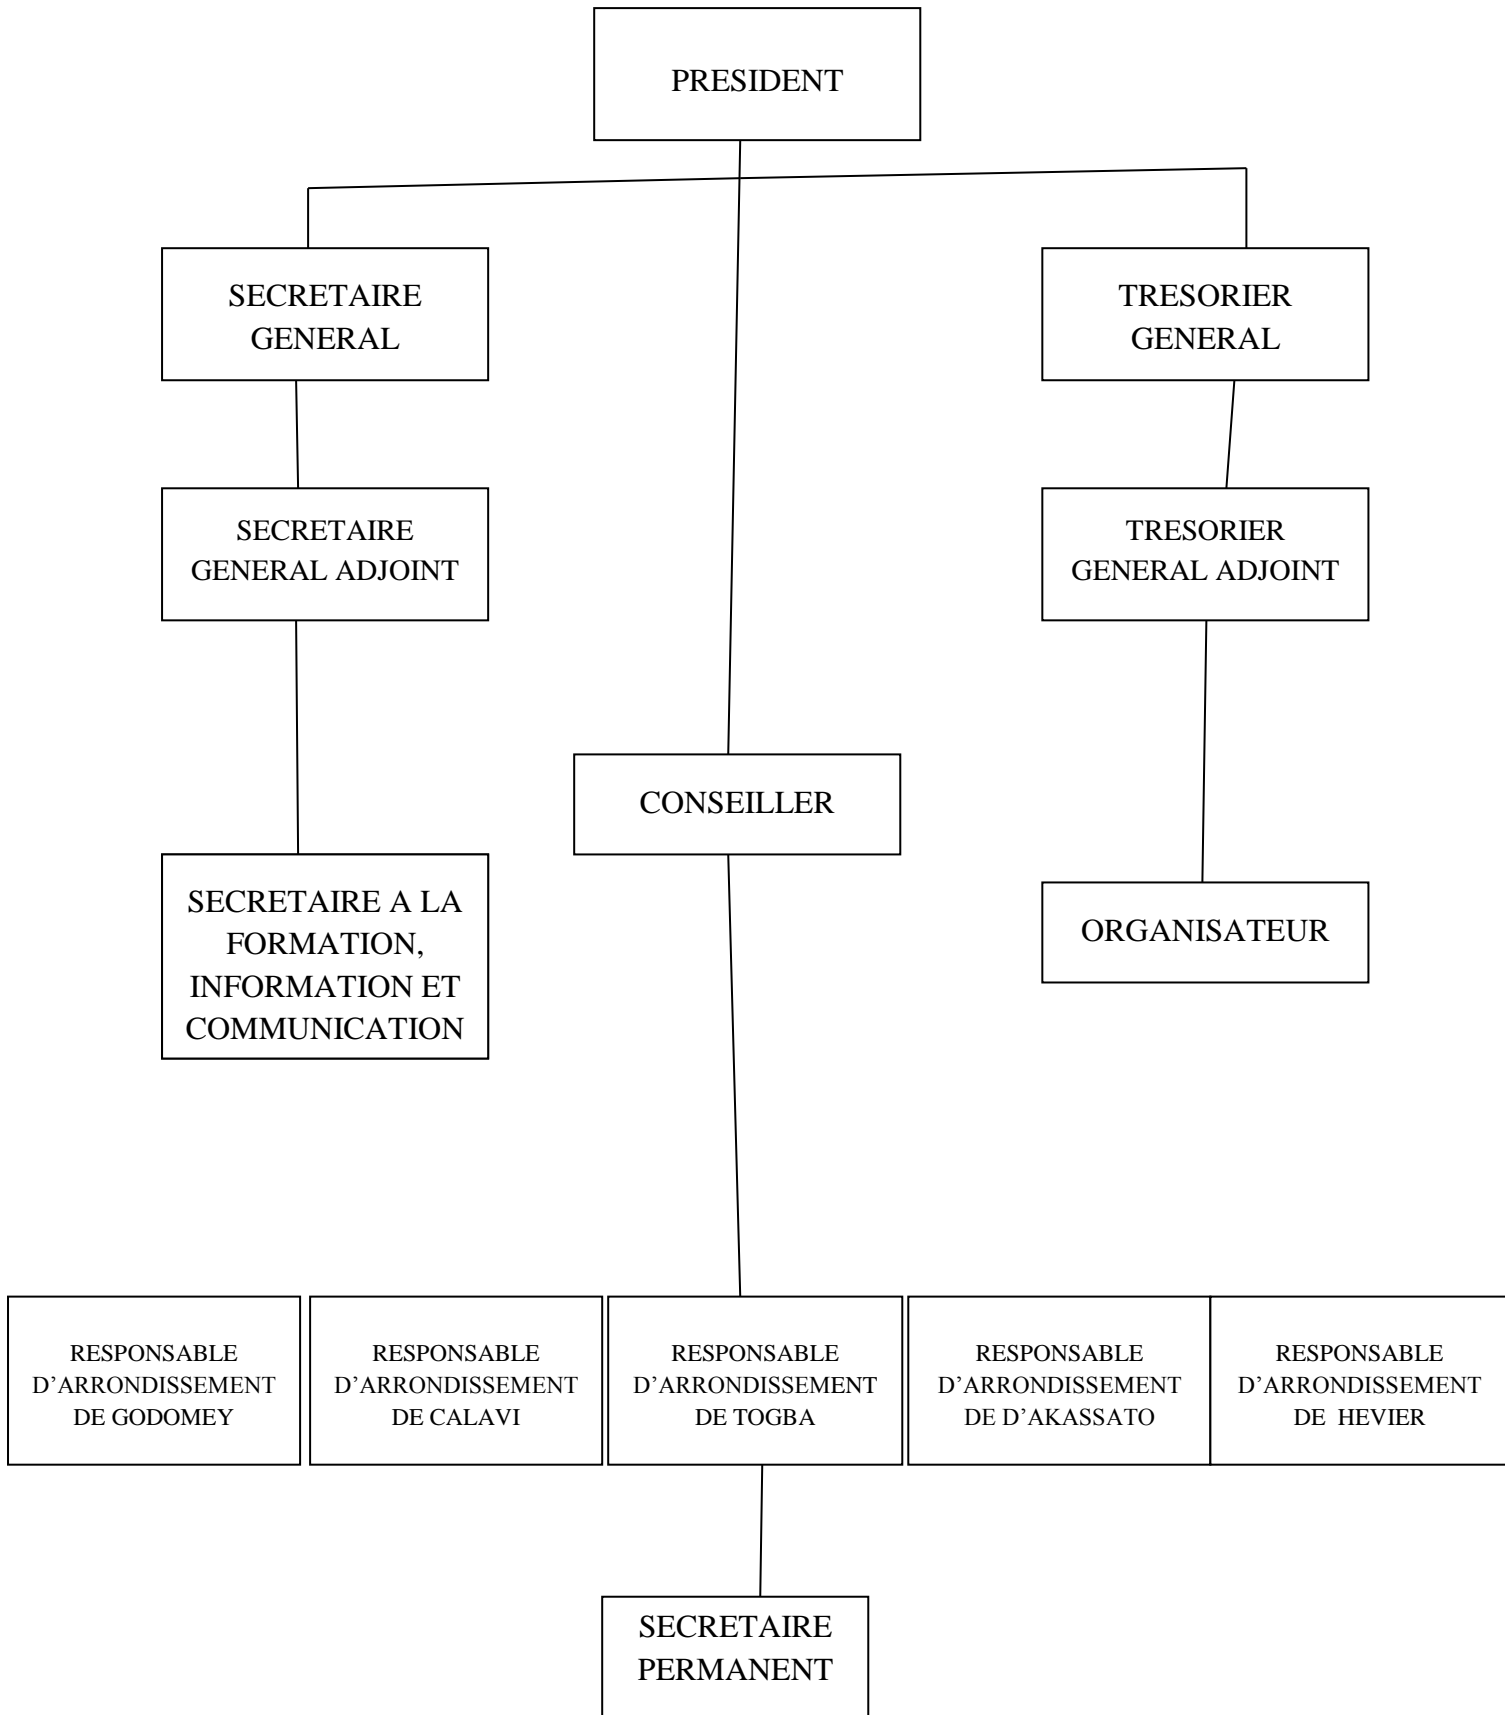 PRESIDENT
SECRETAIRE
GENERAL
TRESORIER
GENERAL
SECRETAIRE
GENERAL ADJOINT
TRESORIER
GENERAL ADJOINT
CONSEILLER
SECRETAIRE A LA
FORMATION,
INFORMATION ET
COMMUNICATION
ORGANISATEUR
RESPONSABLE
D’ARRONDISSEMENT
DE GODOMEY
RESPONSABLE
D’ARRONDISSEMENT
DE CALAVI
RESPONSABLE
D’ARRONDISSEMENT
DE TOGBA
RESPONSABLE
D’ARRONDISSEMENT
DE D’AKASSATO
RESPONSABLE
D’ARRONDISSEMENT
DE HEVIER
SECRETAIRE
PERMANENT